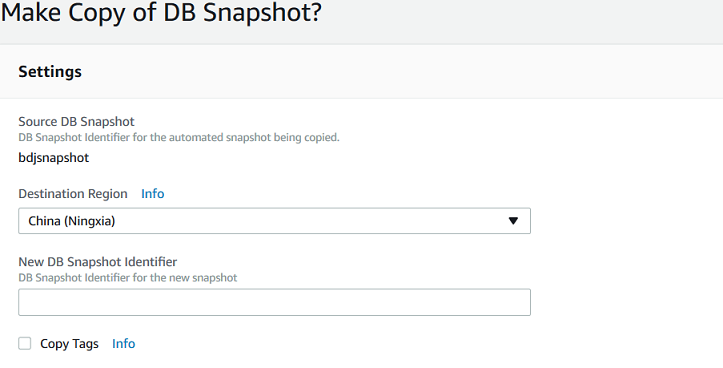 Make Copy of DB Snapshot?
Settings
Source DB Snapshot
DB Snapshot Identifier for the automated snapshot being copied.
bdjsnapshot
Destination Region Info
China (Ningxia)
New DB Snapshot Identifier
DB Snapshot Identifier for the new snapshot
Copy Tags Info